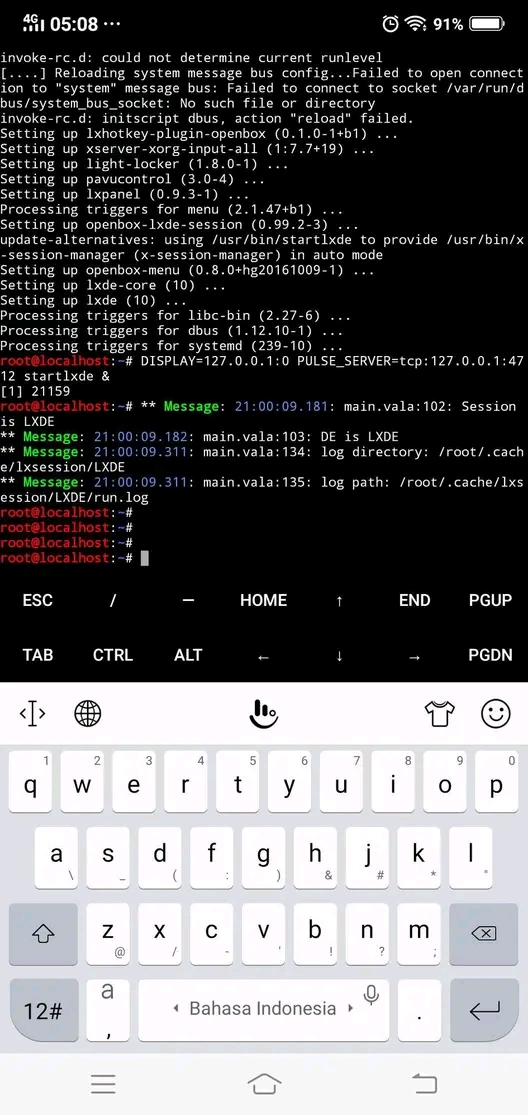 4G 05:08 ··· 91%
invoke-rc.d: could not determine current runlevel
[....] Reloading system message bus config...Failed to open connect
ion to "system" message bus: Failed to connect to socket /var/run/d
bus/system_bus_socket: No such file or directory
invoke-rc.d: initscript dbus, action "reload" failed.
Setting up lxhotkey-plugin-openbox (0.1.0-1+b1) ...
Setting up xserver-xorg-input-all (1:7.7+19) ...
Setting up light-locker (1.8.0-1) ...
Setting up pavucontrol (3.0-4) ...
Setting up lxpanel (0.9.3-1) ...
Processing triggers for menu (2.1.47+b1) ...
Setting up openbox-lxde-session (0.99.2-3) ...
update-alternatives: using /usr/bin/startlxde to provide /usr/bin/x
-session-manager (x-session-manager) in auto mode
Setting up openbox-menu (0.8.0+hg20161009-1) ...
Setting up lxde-core (10) ...
Setting up lxde (10) ...
Processing triggers for libc-bin (2.27-6) ...
Processing triggers for dbus (1.12.10-1) ...
Processing triggers for systemd (239-10) ...
root@localhost:~# DISPLAY=127.0.0.1:0 PULSE_SERVER=tcp:127.0.0.1:47
12 startlxde &
[1] 21159
root@localhost:~# ** Message: 21:00:09.181: main.vala:102: Session
is LXDE
** Message: 21:00:09.182: main.vala:103: DE is LXDE
** Message: 21:00:09.311: main.vala:134: log directory: /root/.cach
e/lxsession/LXDE
** Message: 21:00:09.311: main.vala:135: log path: /root/.cache/lxs
ession/LXDE/run.log
root@localhost:~#
root@localhost:~#
root@localhost:~#
root@localhost:~#
ESC / — HOME ↑ END PGUP
TAB CTRL ALT ← ↓ → PGDN
1 2 3 4 5 6 7 8 9 0
q w e r t y u i o p
a s d f g h j k l
\ _ ( : ) & # * "
z x c v b n m
@ / - ' ! ? ;
12# a , Bahasa Indonesia .